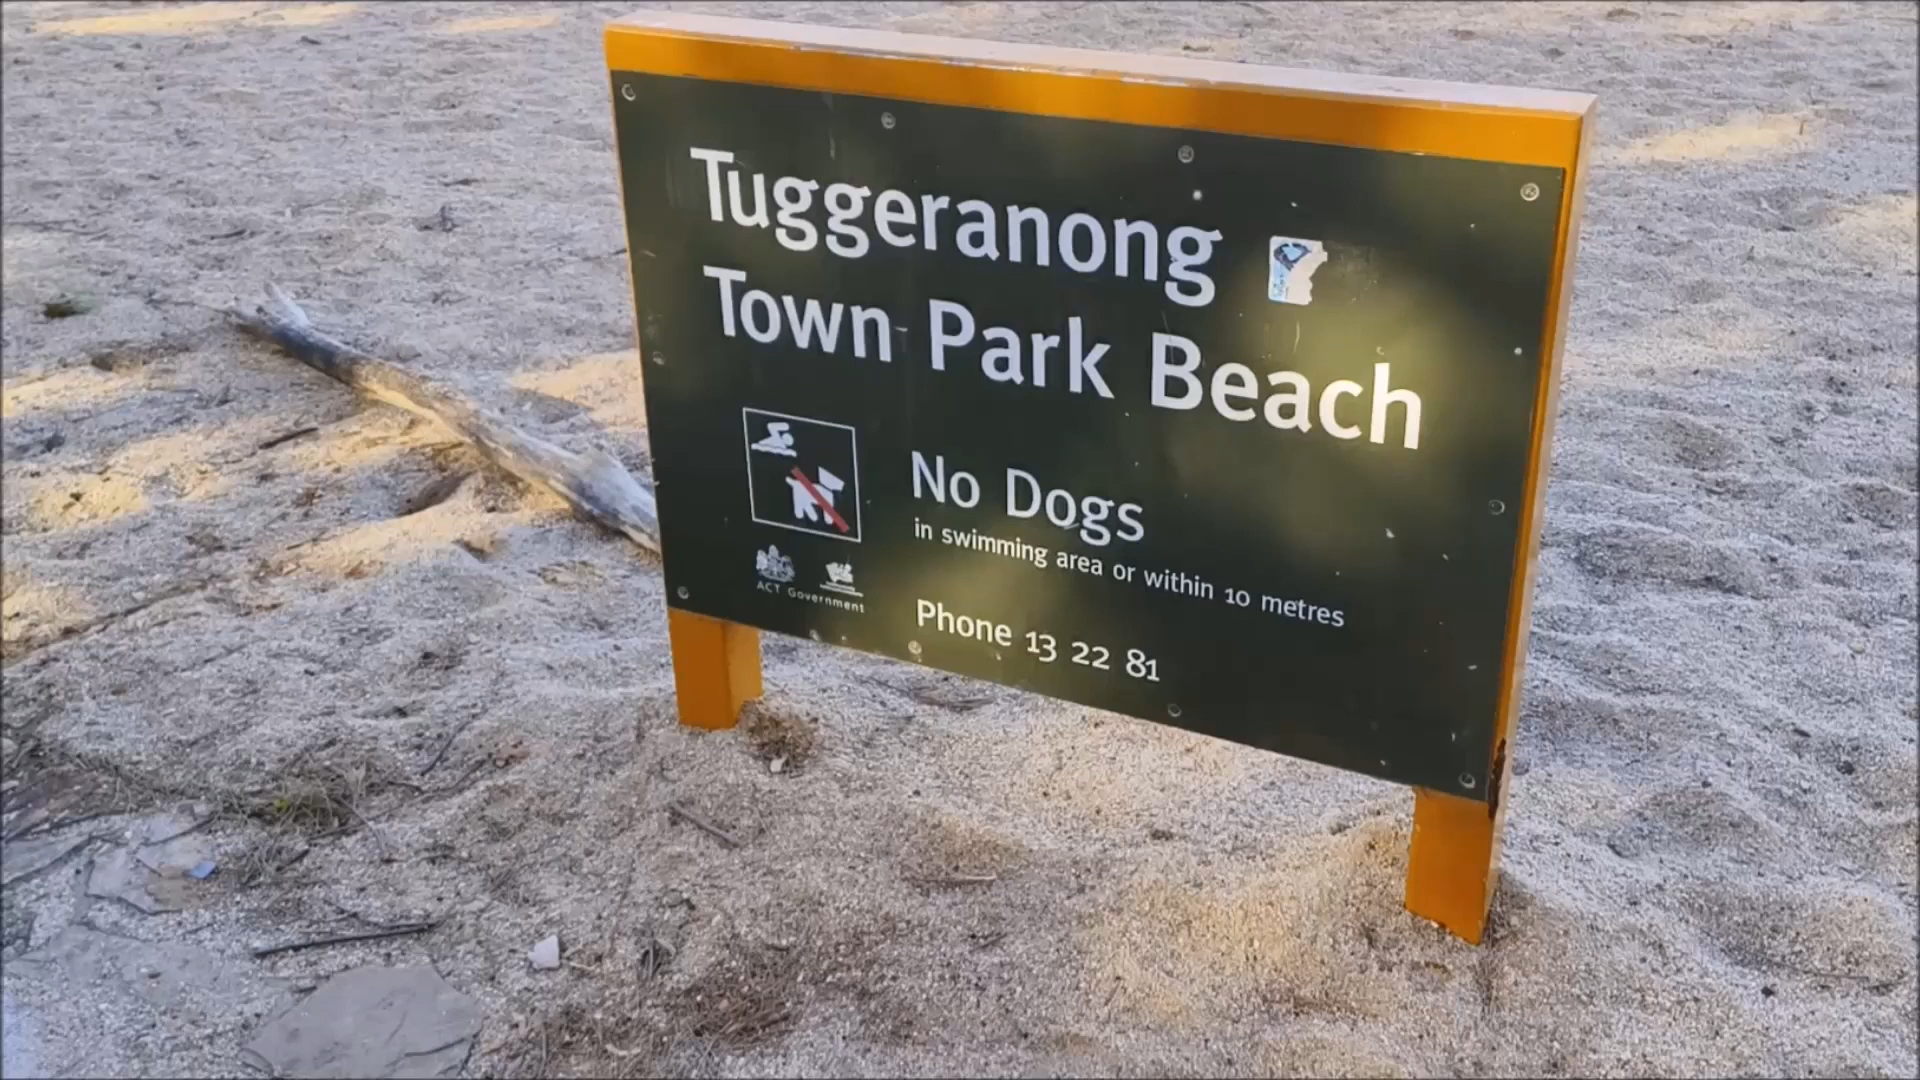 Tuggeranong
Town Park Beach
No Dogs
in swimming area or within 10 metres
ACT Government
Phone 13 22 81